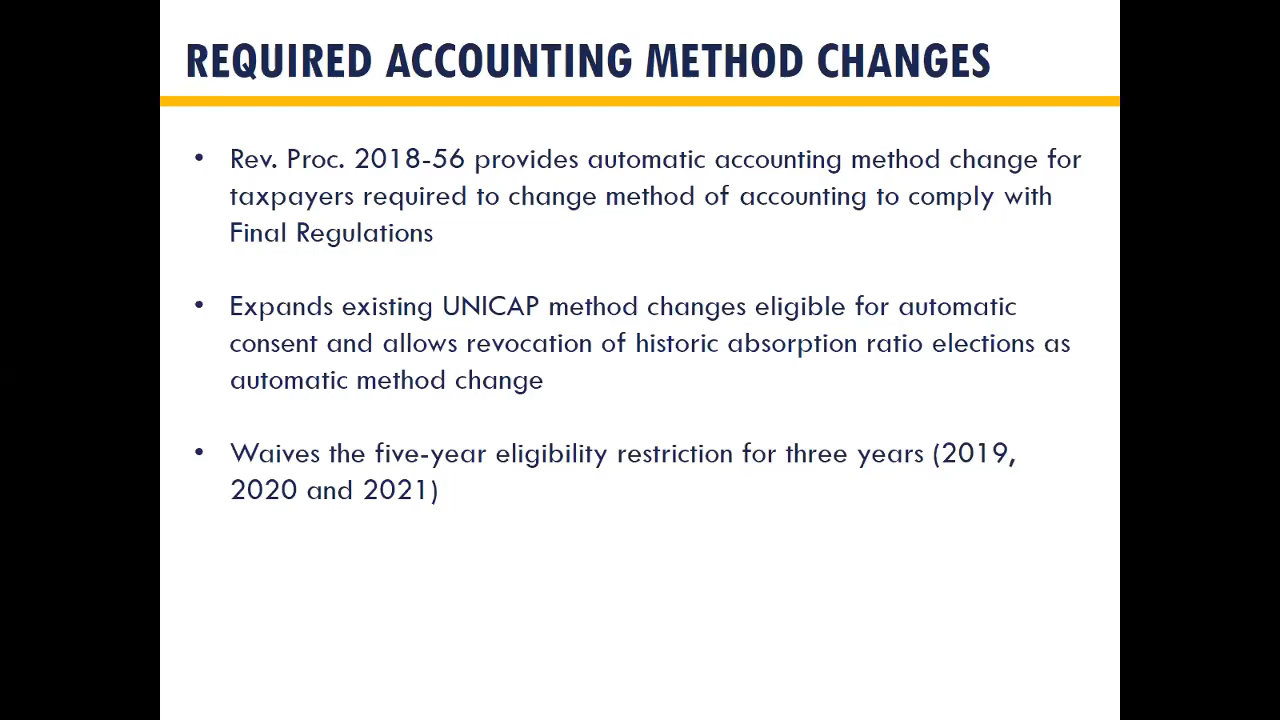 REQUIRED ACCOUNTING METHOD CHANGES
• Rev. Proc. 2018-56 provides automatic accounting method change for
taxpayers required to change method of accounting to comply with
Final Regulations
• Expands existing UNICAP method changes eligible for automatic
consent and allows revocation of historic absorption ratio elections as
automatic method change
• Waives the five-year eligibility restriction for three years (2019,
2020 and 2021)